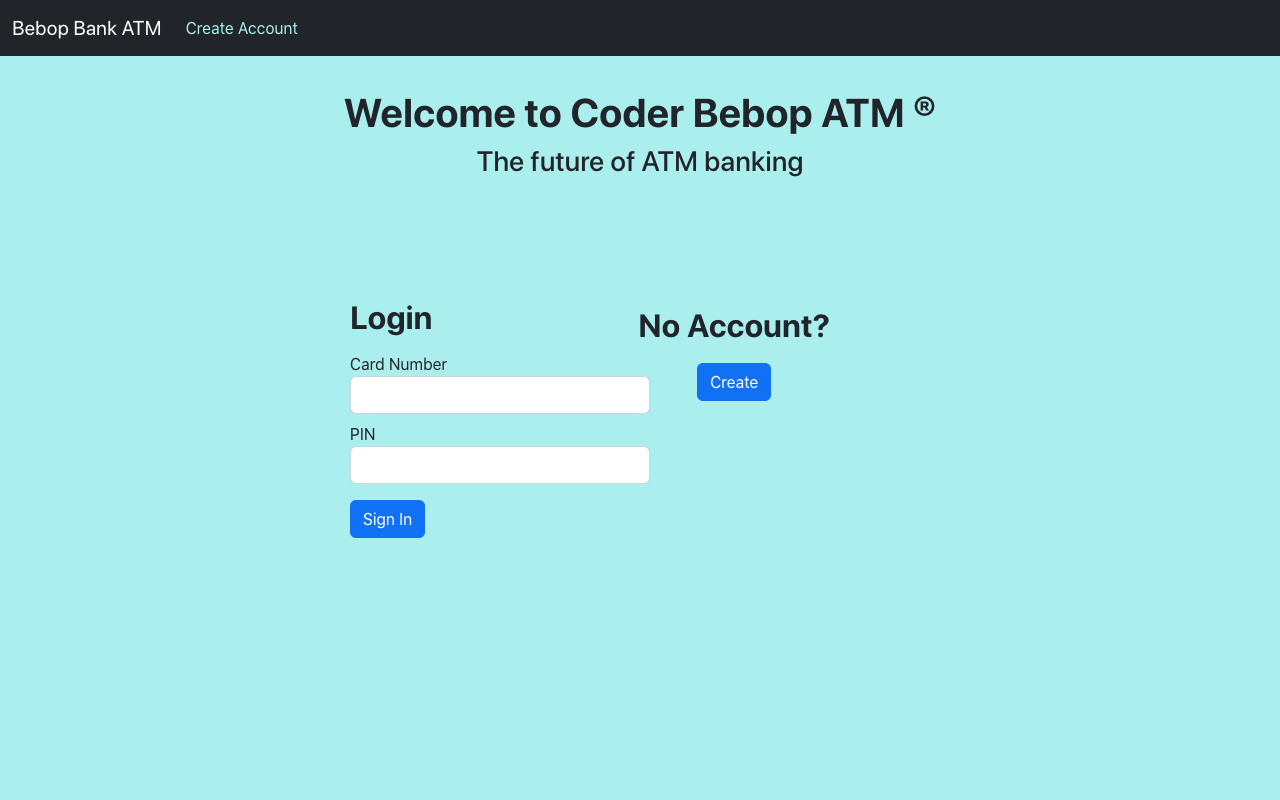 Bebop Bank ATM Create Account
Welcome to Coder Bebop ATM ®
The future of ATM banking
Login
Card Number
PIN
Sign In
No Account?
Create